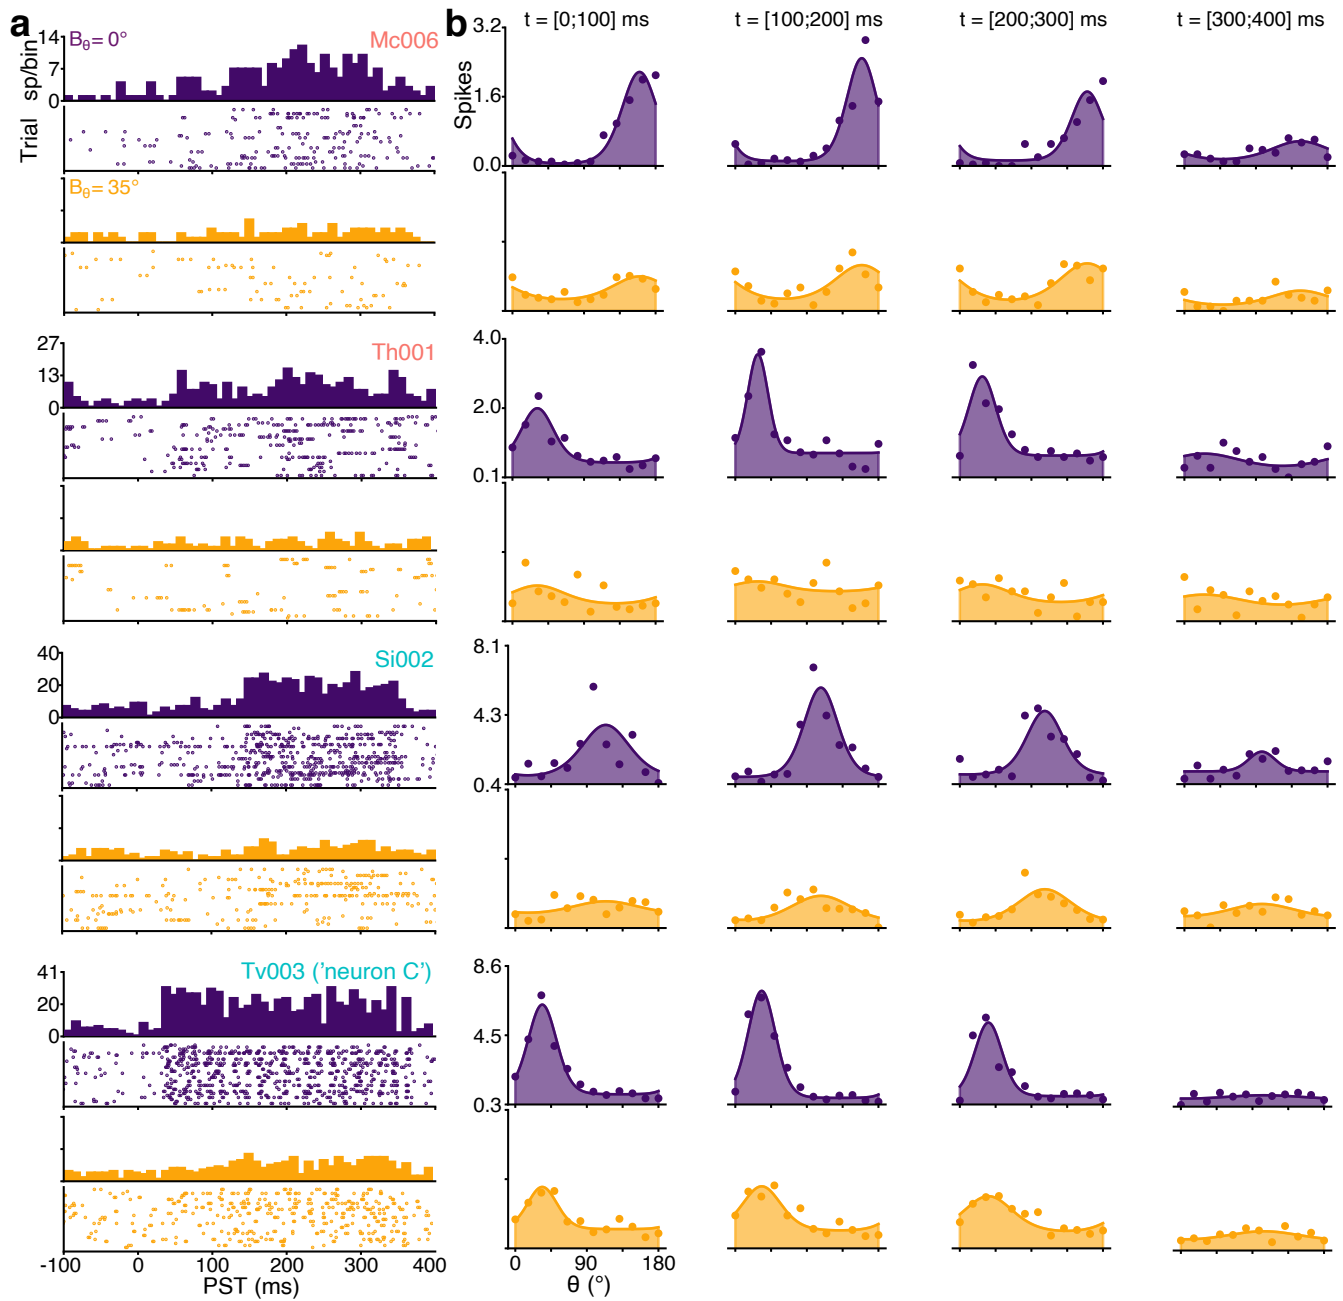 a
b
t = [0;100] ms
t = [100;200] ms
t = [200;300] ms
t = [300;400] ms
sp/bin
Trial
14
7
0
Bθ= 0°
Mc006
Spikes
3.2
1.6
0.0
Bθ= 35°
27
13
0
Th001
4.0
2.0
0.1
40
20
0
Si002
8.1
4.3
0.4
41
20
0
Tv003 ('neuron C')
8.6
4.5
0.3
-100
0
100
200
300
400
PST (ms)
0
90
180
θ (°)